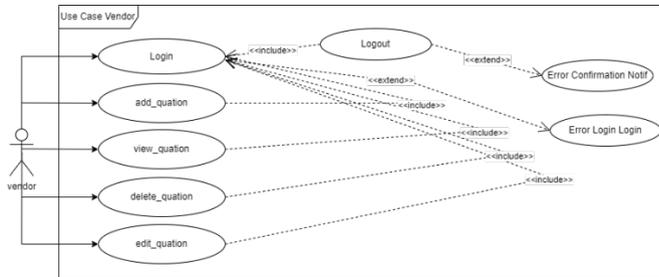 Use Case Vendor
Login
<<include>>
Logout
<<extend>>
Error Confirmation Notif
<<extend>>
add_quation
<<include>>
Error Login Login
view_quation
<<include>>
<<include>>
delete_quation
<<include>>
vendor
edit_quation